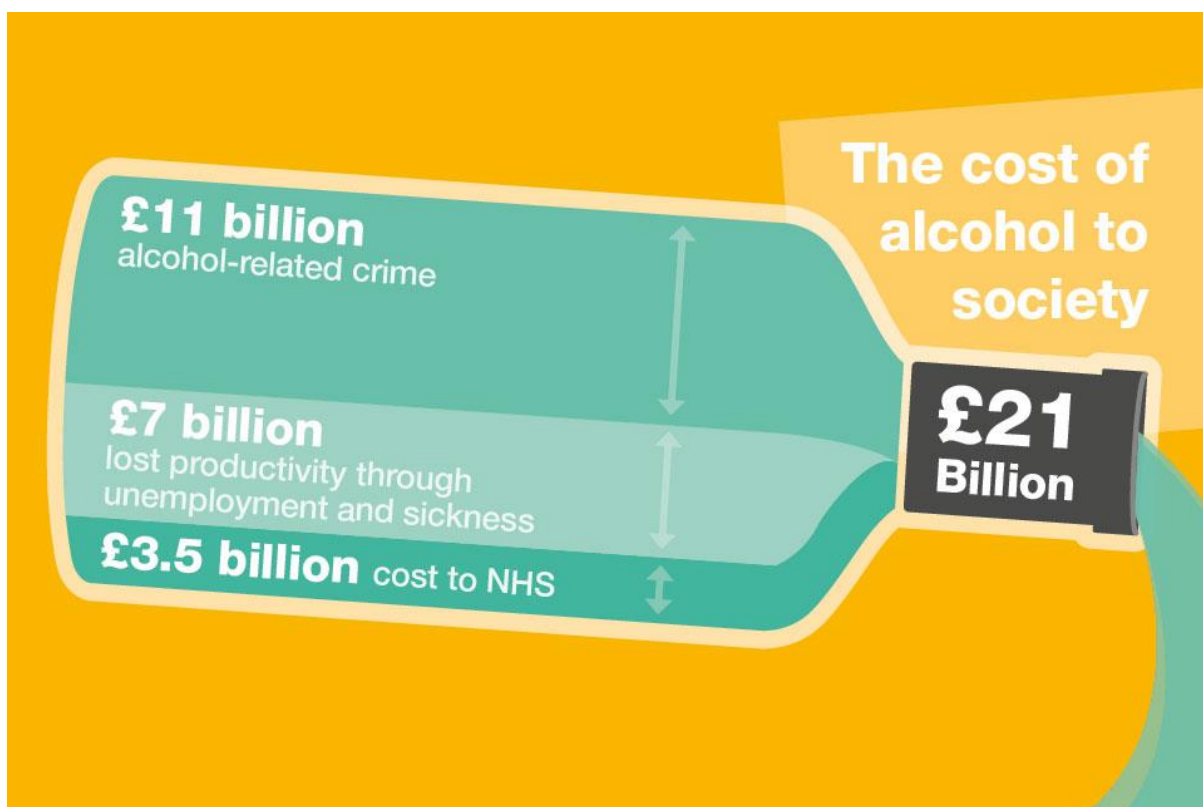 The cost of
alcohol to
society
£11 billion
alcohol-related crime
£7 billion
lost productivity through
unemployment and sickness
£3.5 billion cost to NHS
£21
Billion